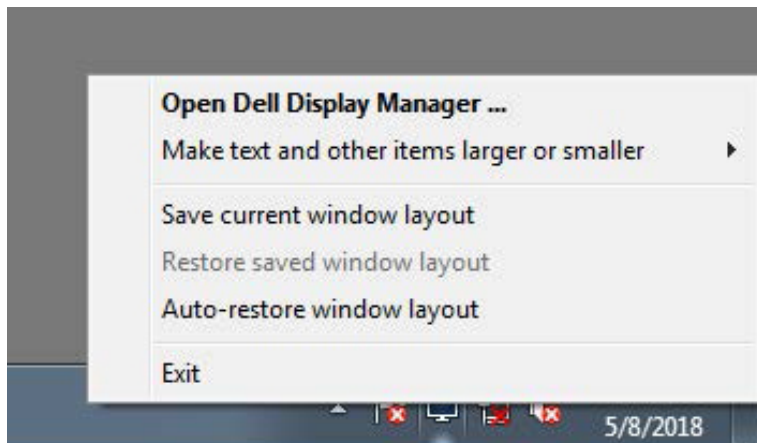 Open Dell Display Manager ...
Make text and other items larger or smaller
Save current window layout
Restore saved window layout
Auto-restore window layout
Exit
5/8/2018